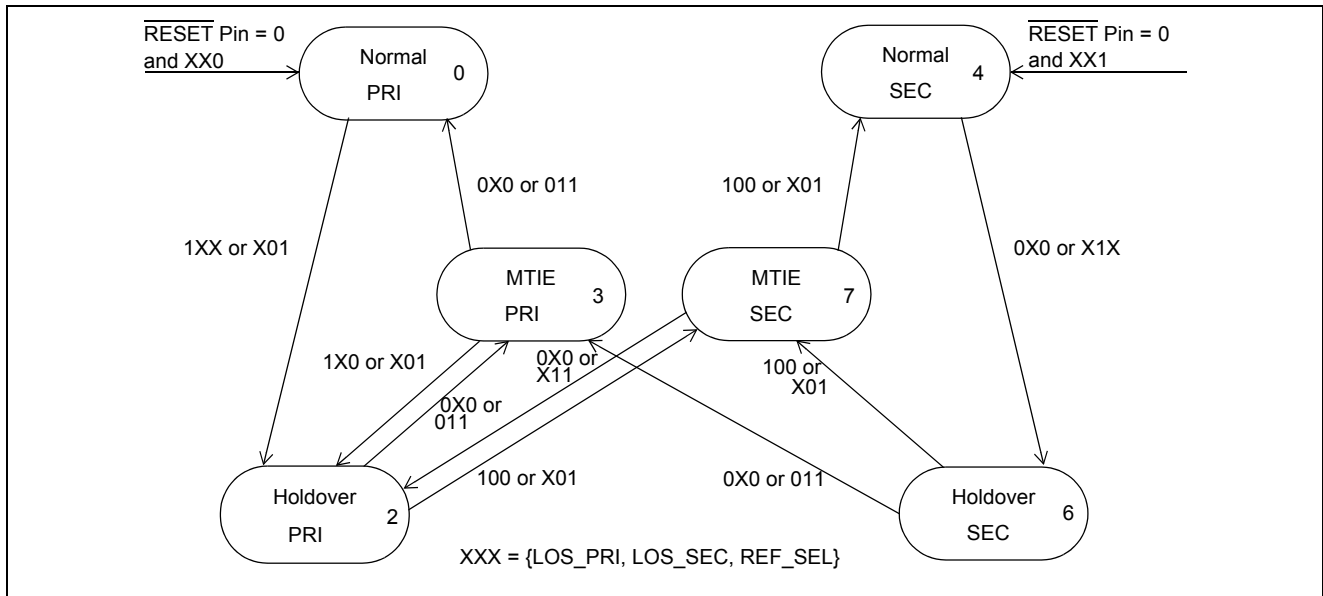 RESET Pin = 0
and XX0
Normal
0
PRI
Normal
4
SEC
RESET Pin = 0
and XX1
0X0 or 011
100 or X01
1XX or X01
0X0 or X1X
MTIE
3
PRI
MTIE
7
SEC
1X0 or X01
0X0 or
X11
100 or
X01
0X0 or
011
100 or X01
0X0 or 011
Holdover
2
PRI
Holdover
6
SEC
XXX = {LOS_PRI, LOS_SEC, REF_SEL}